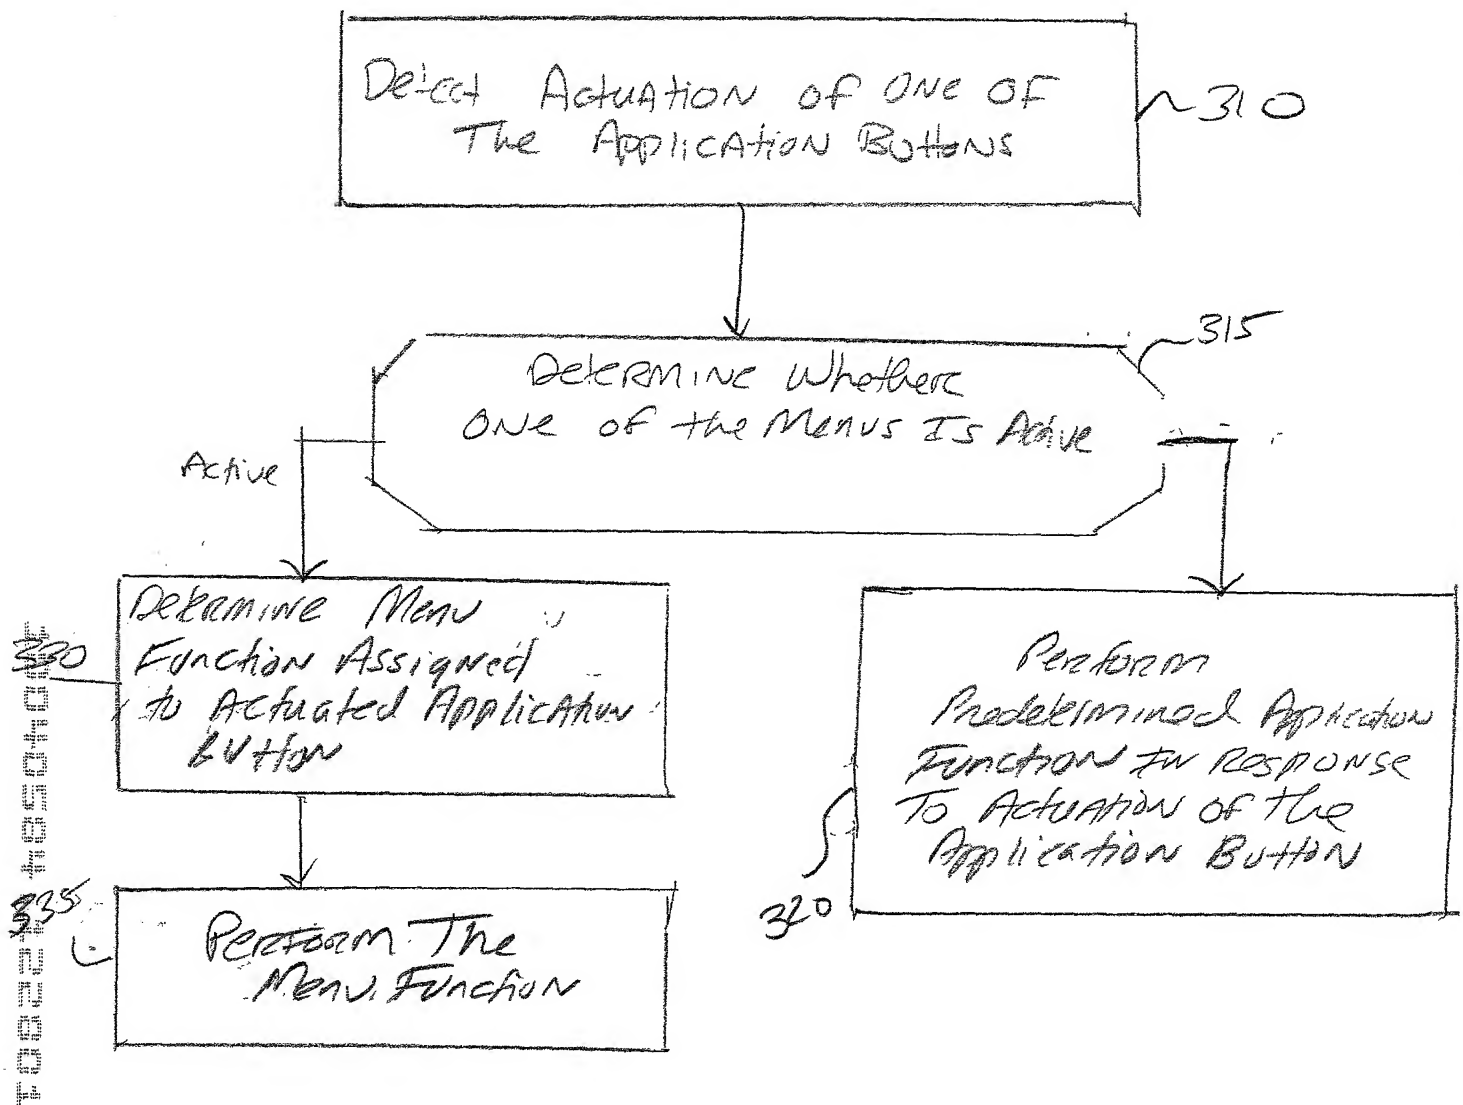 Detect Actuation of One of
The Application Buttons
310
315
Determine Whether
One of the Menus Is Active
Active
Determine Menu
Function Assigned
to Actuated Application
Button
330
Perform
Predetermined Application
Function In Response
To Actuation of the
Application Button
320
335
Perform The
Menu Function